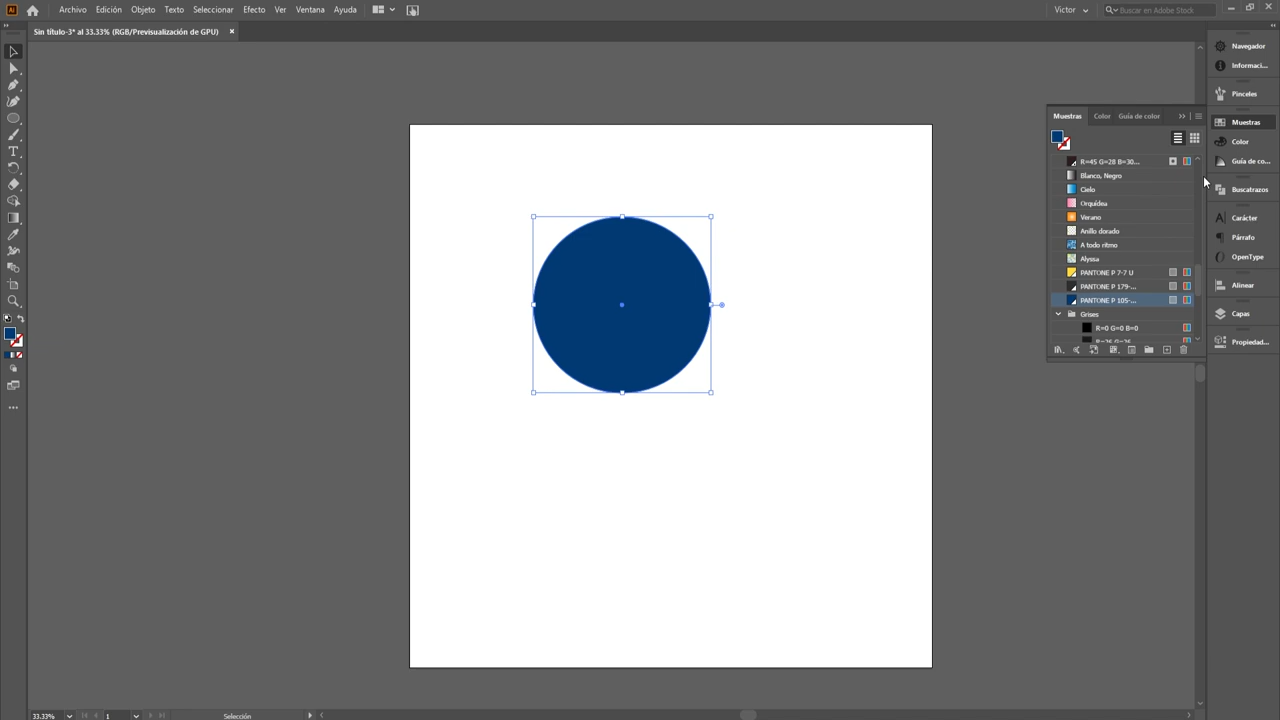 Ai Archivo Edición Objeto Texto Seleccionar Efecto Ver Ventana Ayuda Victor Buscar en Adobe Stock
Sin título-3* al 33.33% (RGB/Previsualización de GPU) ×
Navegador
Informaci...
Pinceles
Muestras
Color
Guía de co...
Buscatrazos
Carácter
Párrafo
OpenType
Alinear
Capas
Propiedad...
Muestras Color Guía de color
R=45 G=28 B=30...
Blanco, Negro
Cielo
Orquídea
Verano
Anillo dorado
A todo ritmo
Alyssa
PANTONE P 7-7 U
PANTONE P 179-...
PANTONE P 105-...
Grises
R=0 G=0 B=0
R=26 G=26...
33.33% 1 Selección